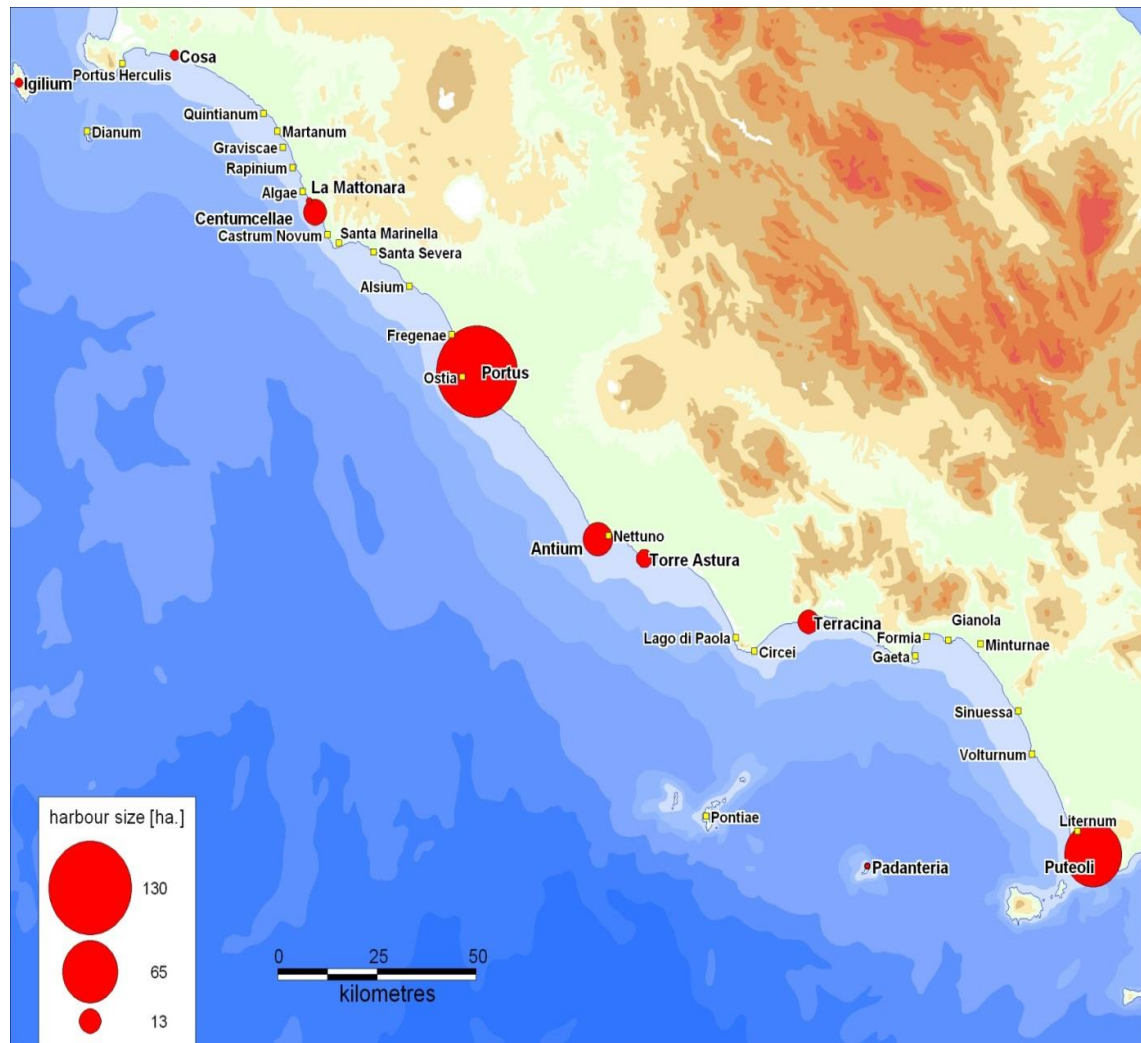 Cosa
Portus Herculis
Igilium
Quintianum
Dianum
Martanum
Graviscae
Rapinium
Algae
La Mattonara
Centumcellae
Castrum Novum
Santa Marinella
Santa Severa
Alsium
Fregenae
Ostia
Portus
Nettuno
Antium
Torre Astura
Terracina
Gianola
Lago di Paola
Formia
Circei
Gaeta
Minturnae
Sinuessa
Volturnum
Pontiae
Liternum
Padanteria
Puteoli
harbour size [ha.]
130
65
13
0 25 50
kilometres